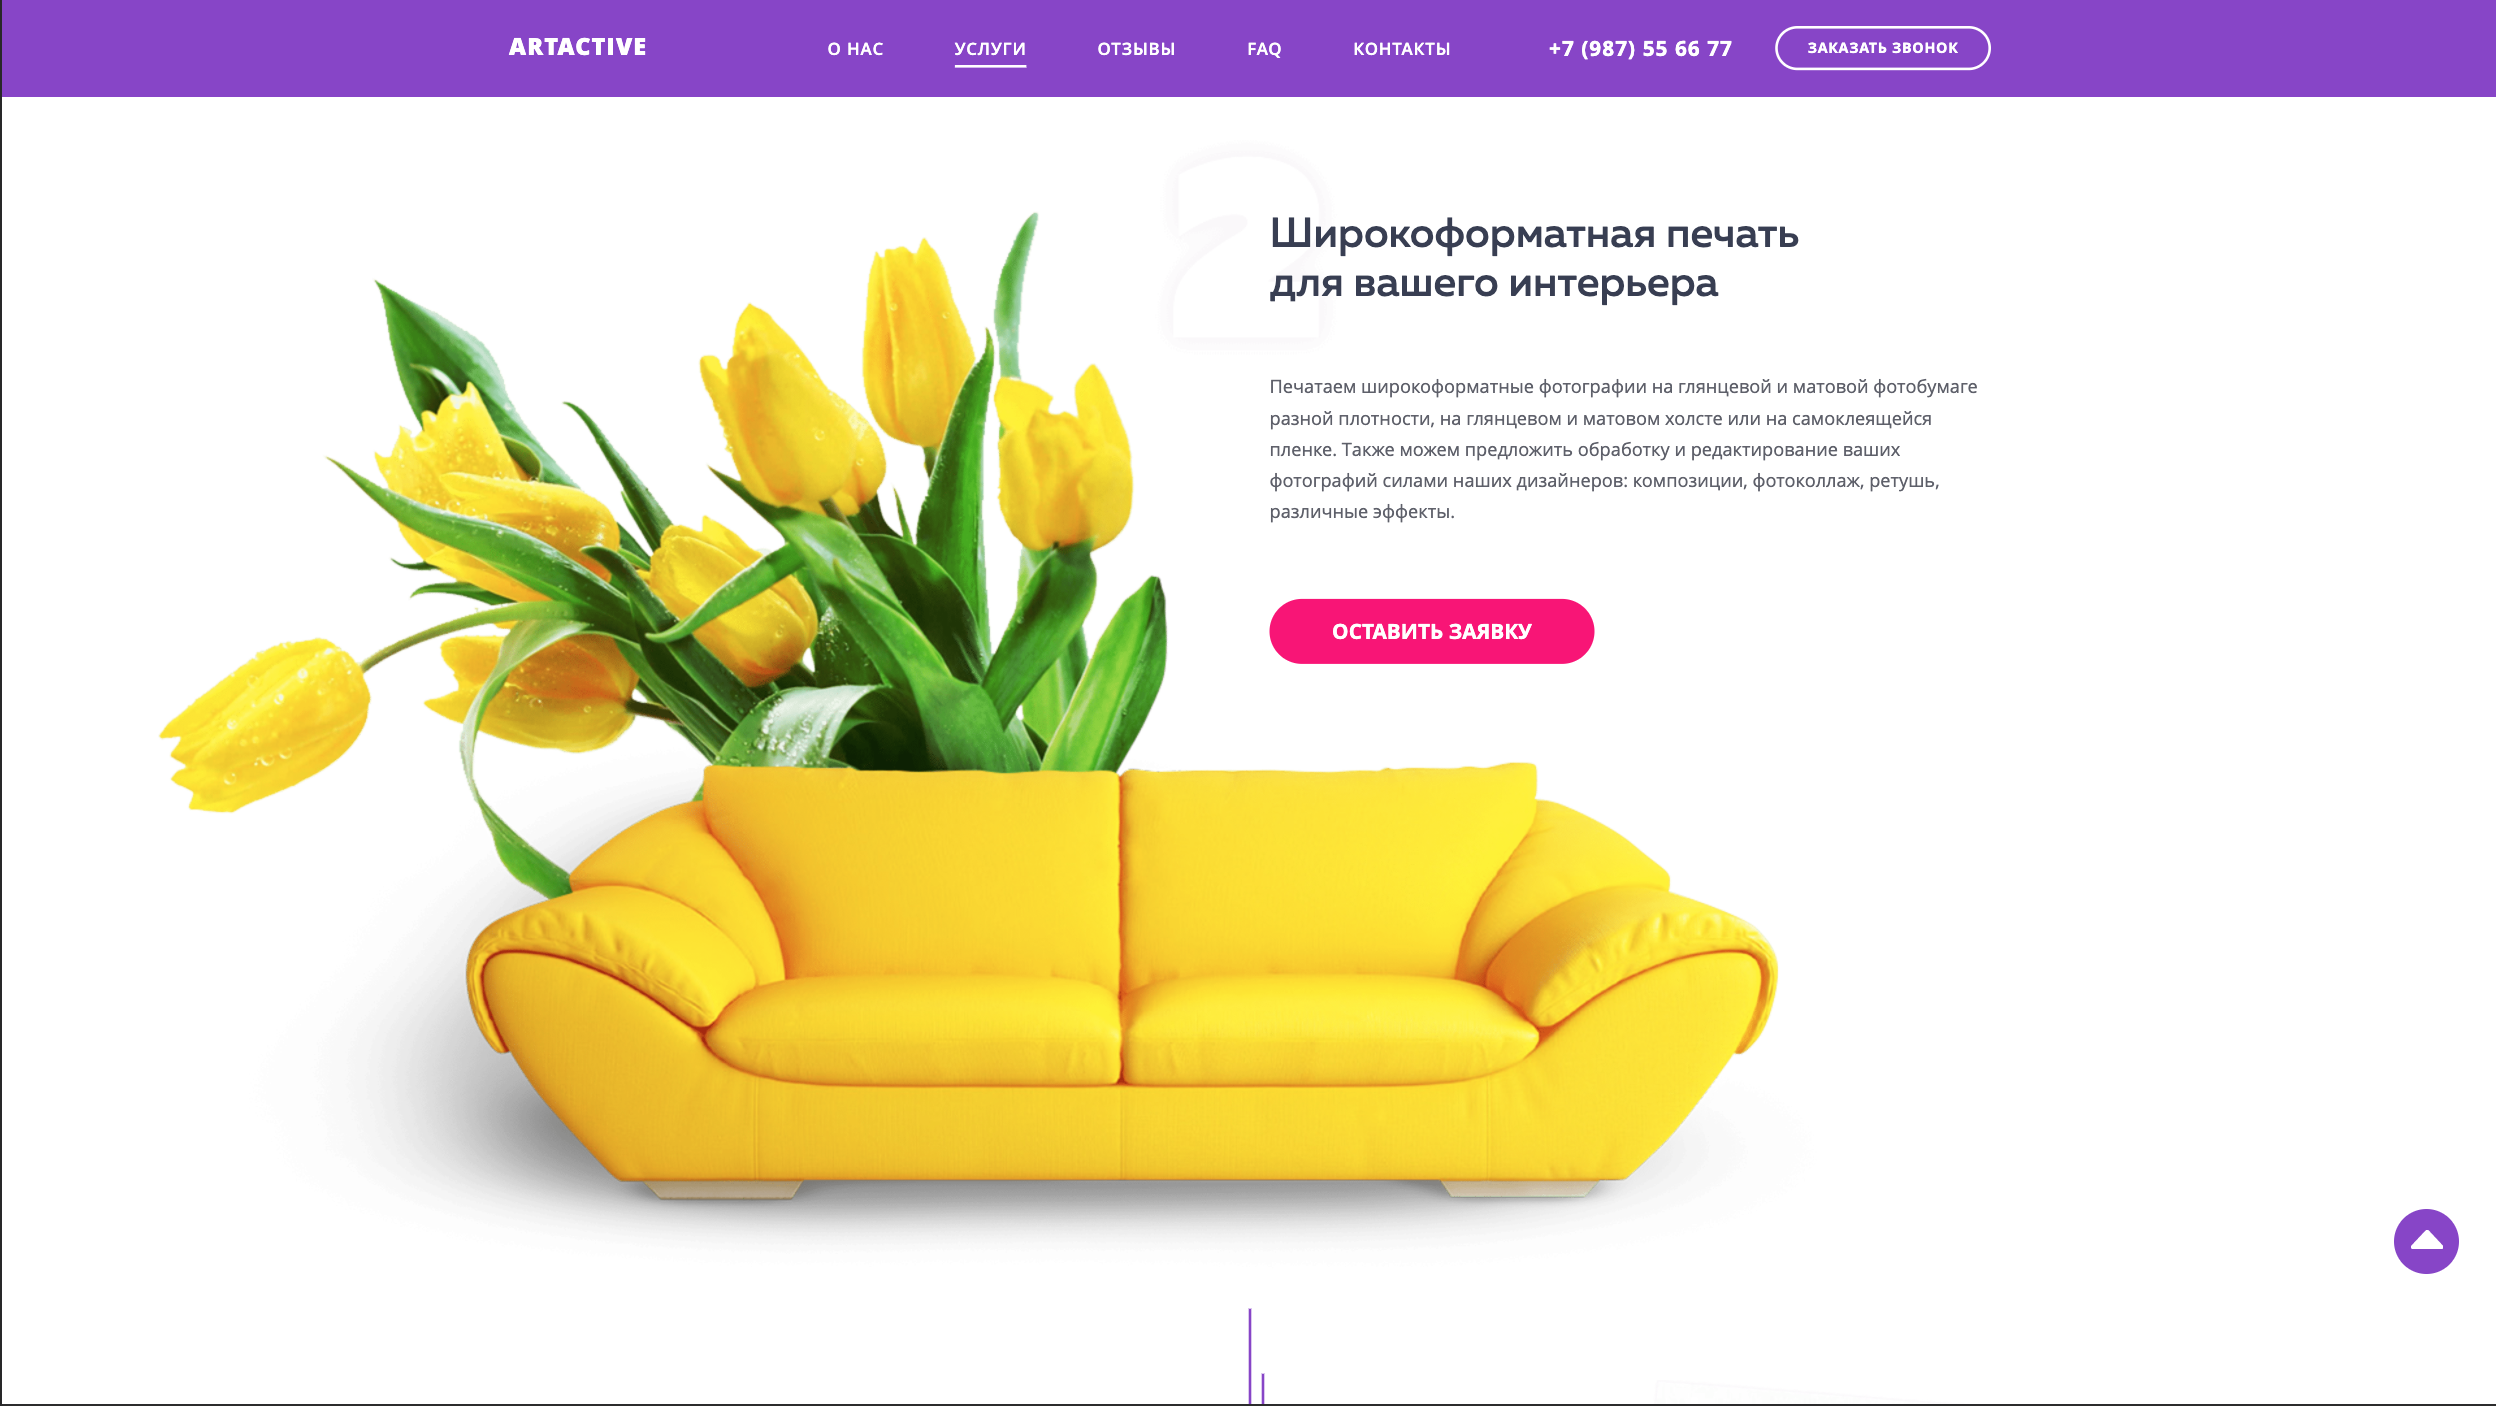 ARTACTIVE
О НАС
УСЛУГИ
ОТЗЫВЫ
FAQ
КОНТАКТЫ
+7 (987) 55 66 77
ЗАКАЗАТЬ ЗВОНОК
2
Широкоформатная печать
для вашего интерьера
Печатаем широкоформатные фотографии на глянцевой и матовой фотобумаге
разной плотности, на глянцевом и матовом холсте или на самоклеящейся
пленке. Также можем предложить обработку и редактирование ваших
фотографий силами наших дизайнеров: композиции, фотоколлаж, ретушь,
различные эффекты.
ОСТАВИТЬ ЗАЯВКУ